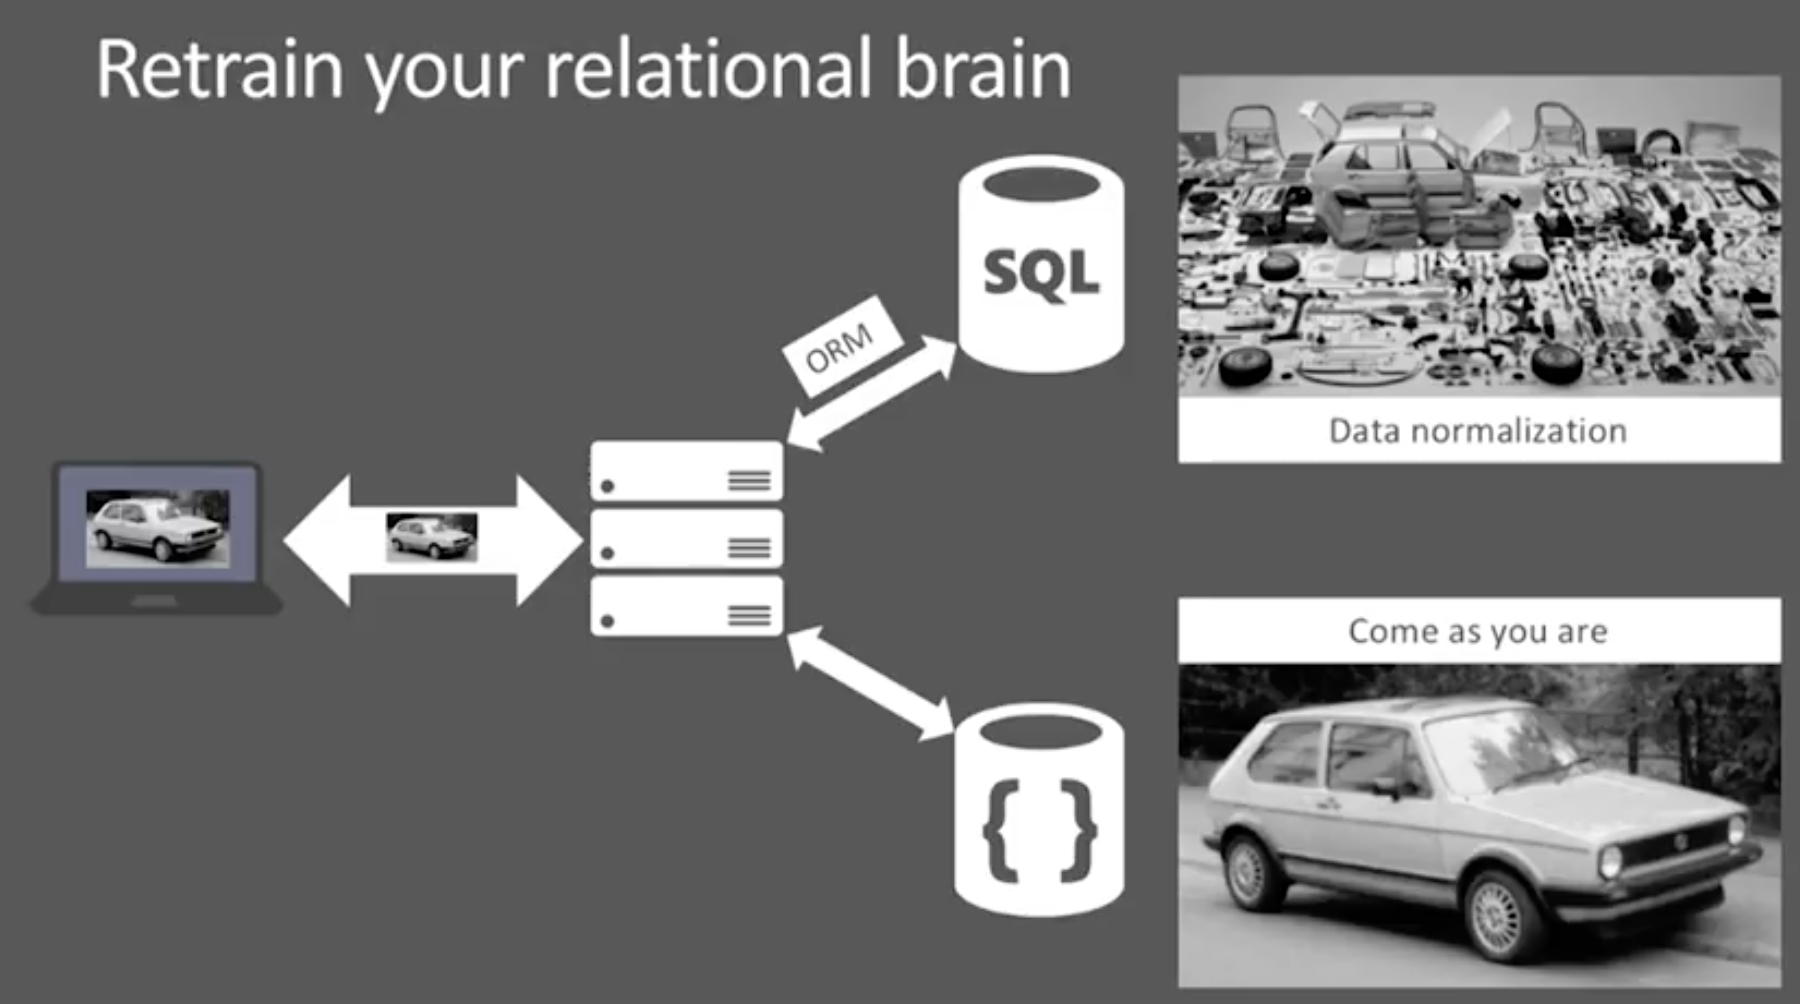 Retrain your relational brain
SQL
ORM
Data normalization
Come as you are
{ }